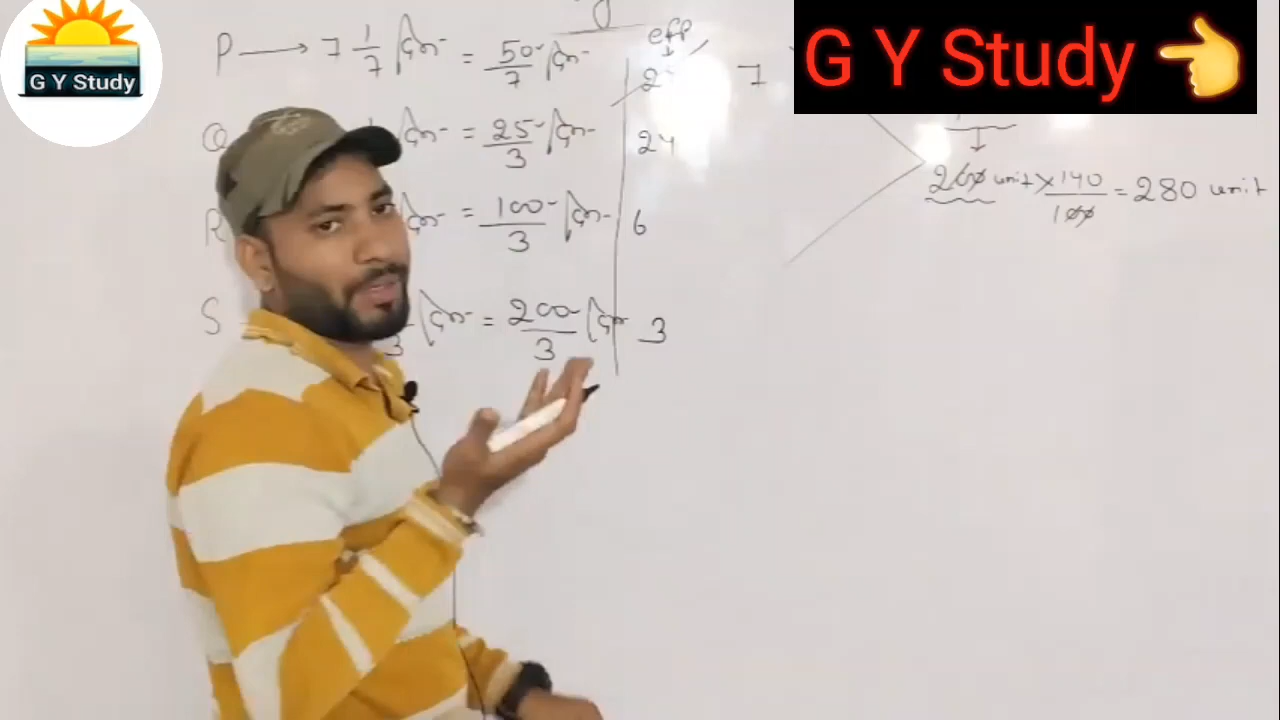 G Y Study
G Y Study
eff
P → 7 1/7 दिन = 50/7 दिन
7
Q दिन = 25/3 दिन 24
200 unit × 140/100 = 280 unit
R दिन = 100/3 दिन 6
S 3 दिन = 200/3 दिन 3